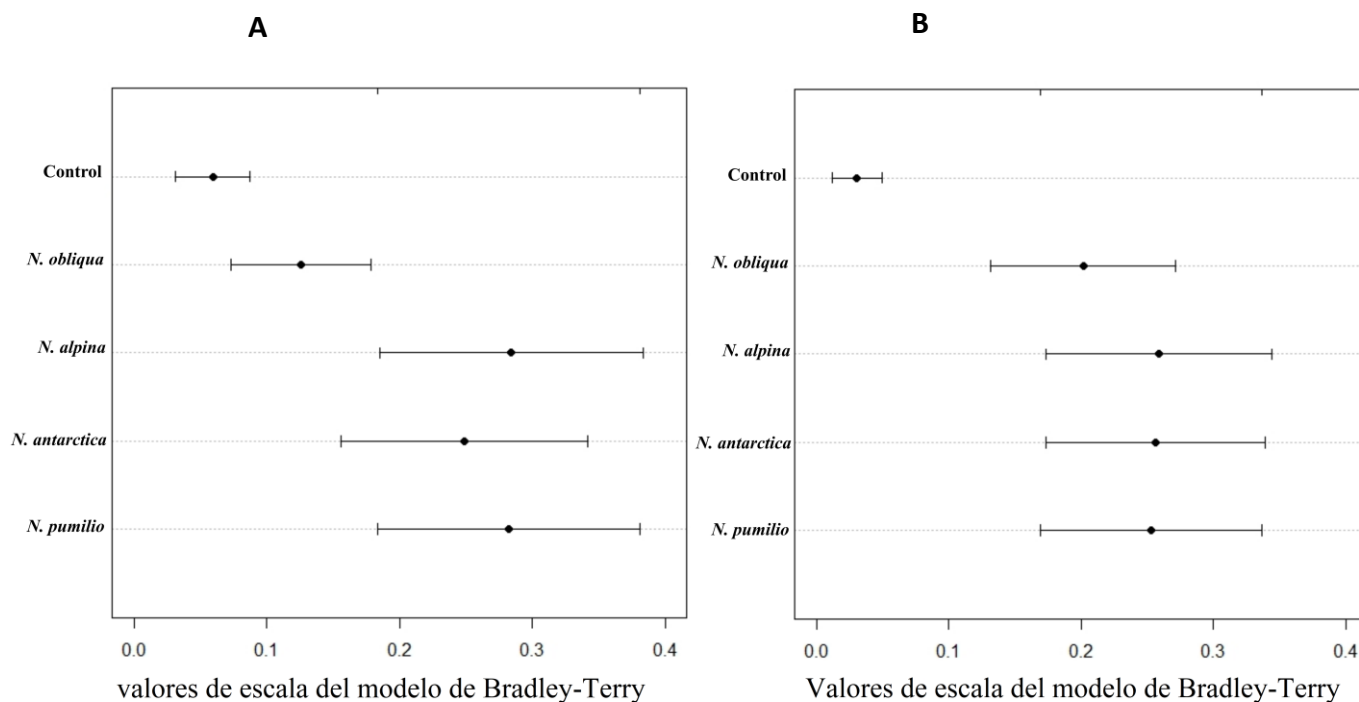 A
Control
N. obliqua
N. alpina
N. antarctica
N. pumilio
0.0 0.1 0.2 0.3 0.4
valores de escala del modelo de Bradley-Terry
B
Control
N. obliqua
N. alpina
N. antarctica
N. pumilio
0.0 0.1 0.2 0.3 0.4
Valores de escala del modelo de Bradley-Terry